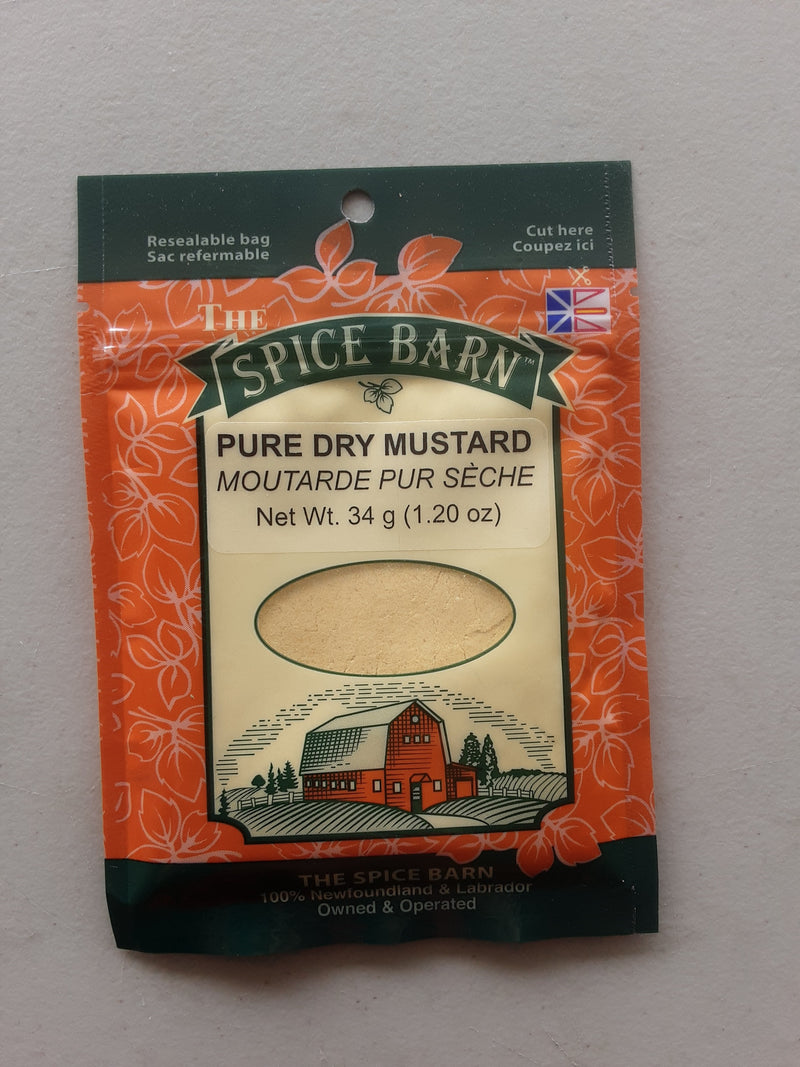 Resealable bag
Sac refermable
Cut here
Coupez ici
THE
SPICE BARN™
PURE DRY MUSTARD
MOUTARDE PUR SÈCHE
Net Wt. 34 g (1.20 oz)
THE SPICE BARN
100% Newfoundland & Labrador
Owned & Operated